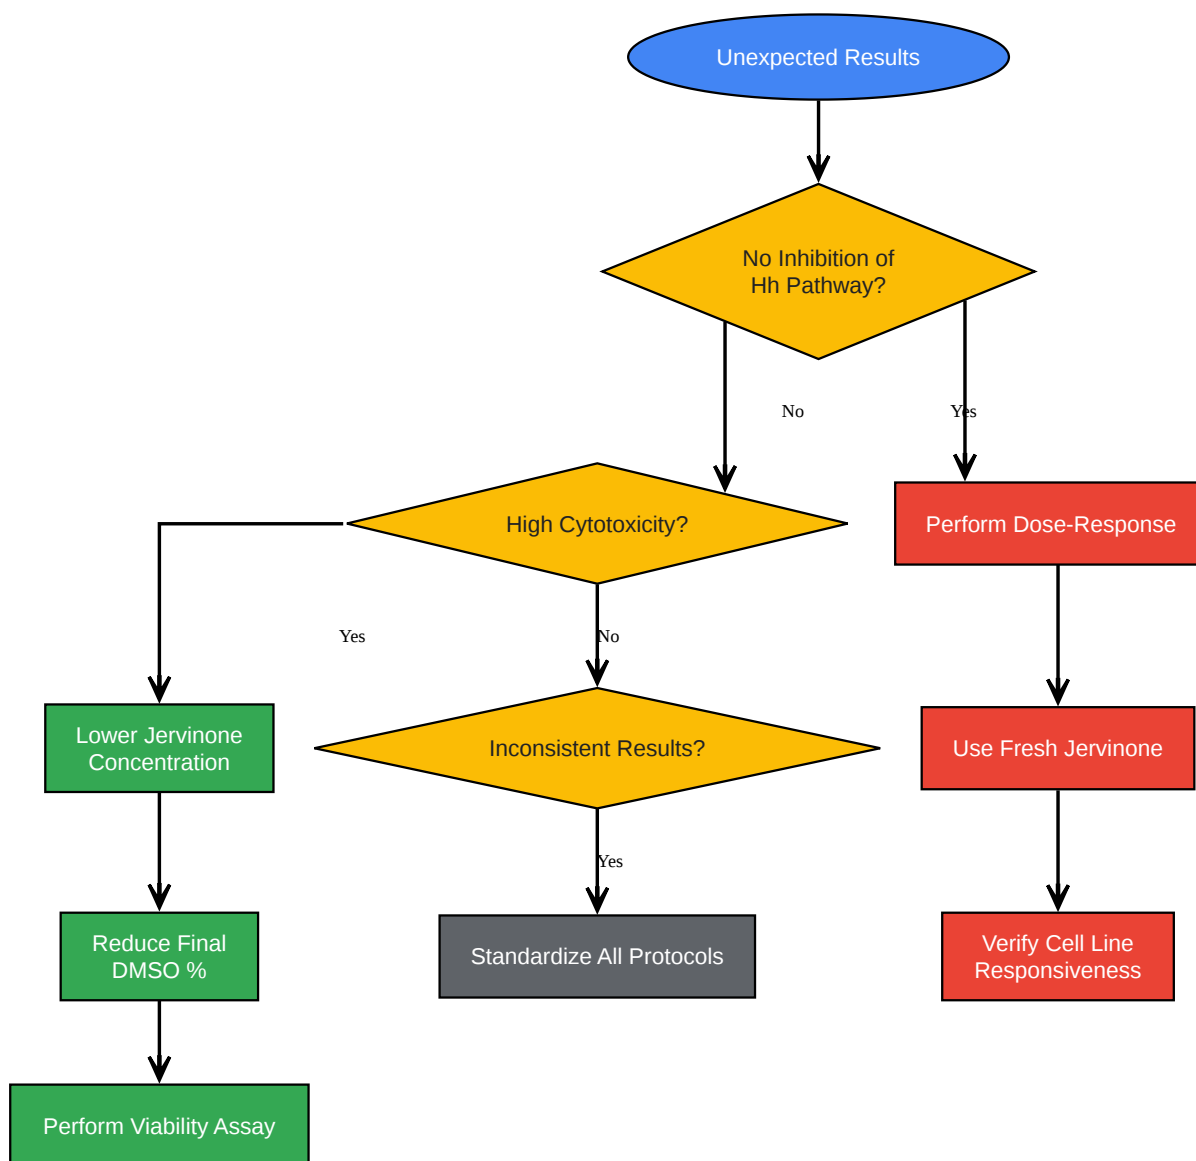 Unexpected Results
No Inhibition of
Hh Pathway?
No
Yes
High Cytotoxicity?
Perform Dose-Response
Yes
No
Lower Jervinone
Concentration
Inconsistent Results?
Use Fresh Jervinone
Yes
Reduce Final
DMSO %
Standardize All Protocols
Verify Cell Line
Responsiveness
Perform Viability Assay